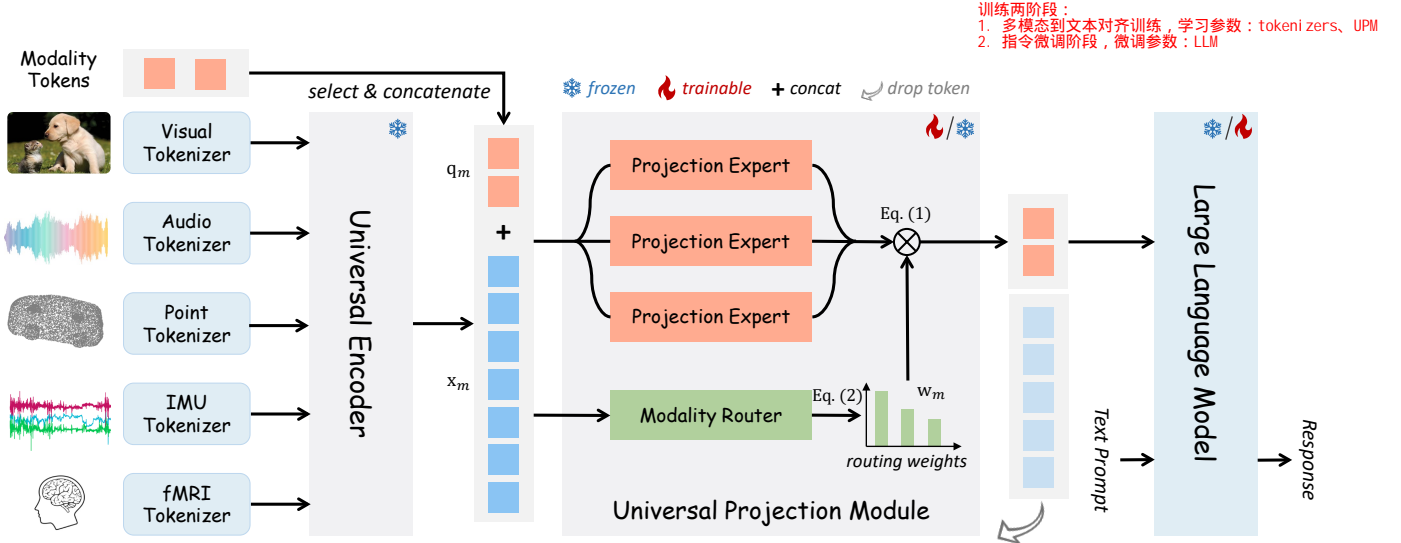 训练两阶段：
1. 多模态到文本对齐训练，学习参数：tokenizers、UPM
2. 指令微调阶段，微调参数：LLM
Modality
Tokens
select & concatenate
frozen
trainable
+ concat
drop token
Visual
Tokenizer
Audio
Tokenizer
Point
Tokenizer
IMU
Tokenizer
fMRI
Tokenizer
Universal Encoder
qm
+
xm
/
Projection Expert
Projection Expert
Projection Expert
Eq. (1)
Modality Router
Eq. (2)
wm
routing weights
Universal Projection Module
/
Large Language Model
Text Prompt
Response